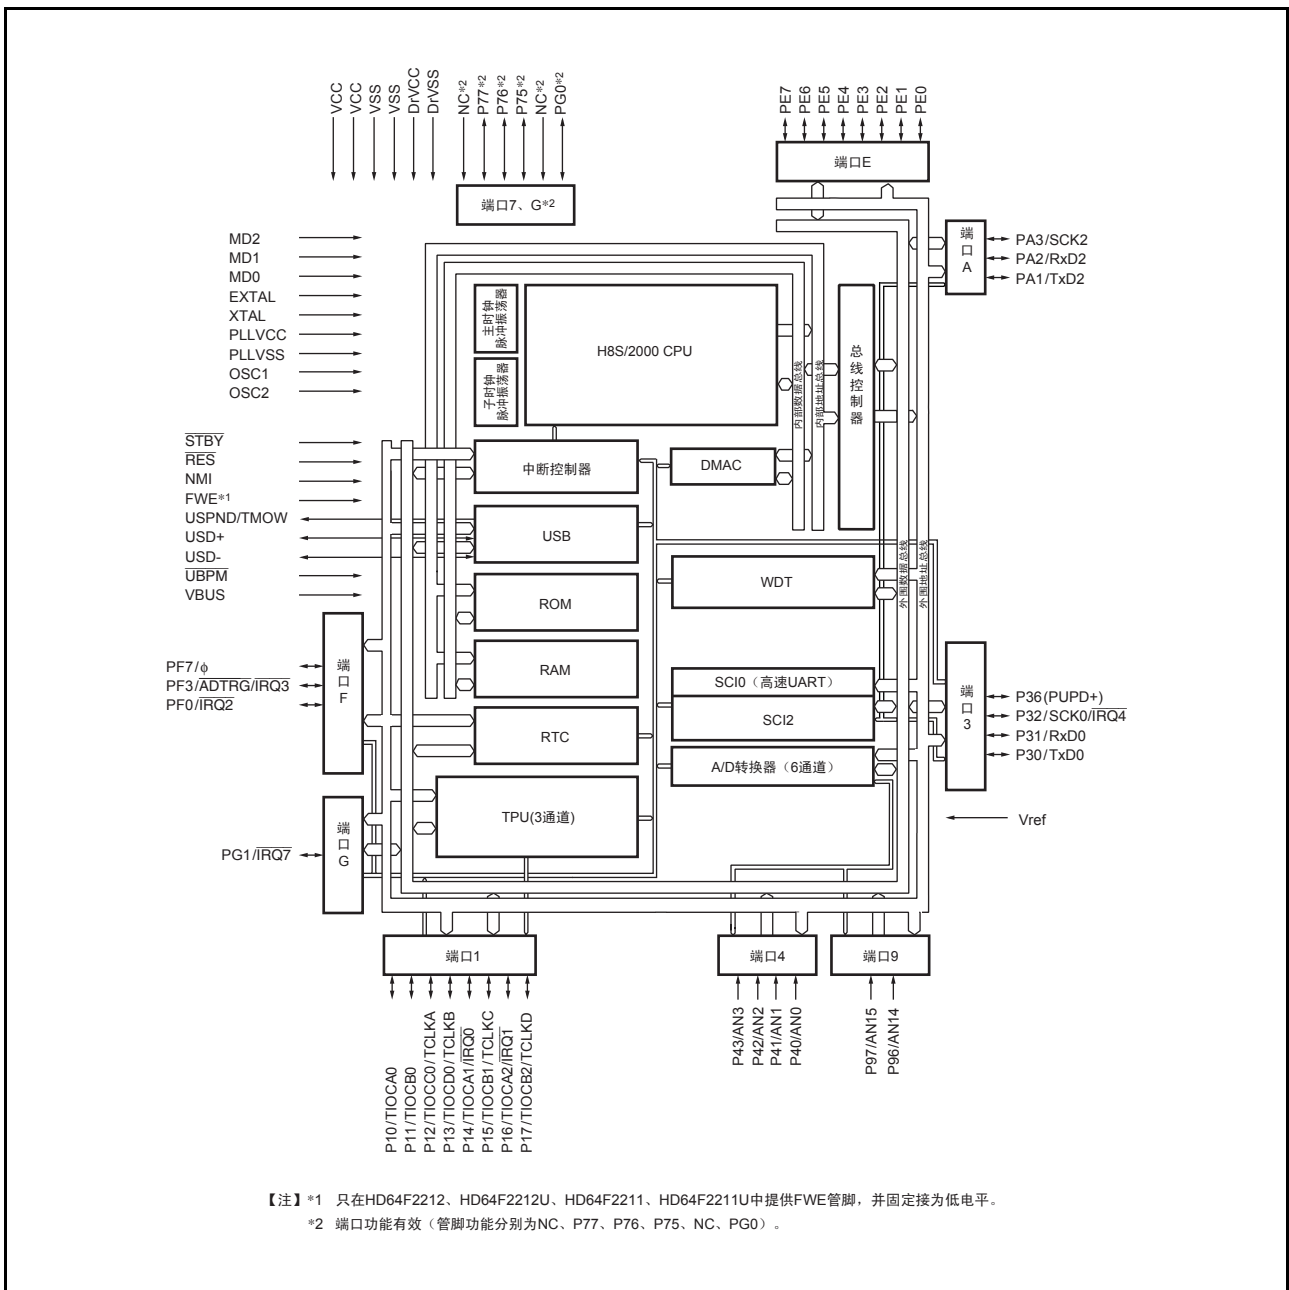 VCC
VCC
VSS
VSS
DrVCC
DrVSS
NC*2
P77*2
P76*2
P75*2
NC*2
PG0*2
PE7
PE6
PE5
PE4
PE3
PE2
PE1
PE0
端口7、G*2
端口E
端口A
PA3/SCK2
PA2/RxD2
PA1/TxD2
MD2
MD1
MD0
EXTAL
XTAL
PLLVCC
PLLVSS
OSC1
OSC2
主时钟脉冲振荡器
子时钟脉冲振荡器
H8S/2000 CPU
内部数据总线
内部地址总线
总线控制器
STBY
RES
NMI
FWE*1
USPND/TMOW
USD+
USD-
UBPM
VBUS
中断控制器
DMAC
USB
ROM
RAM
RTC
TPU(3通道)
WDT
SCI0（高速UART）
SCI2
A/D转换器（6通道）
外围数据总线
外围地址总线
端口F
PF7/ϕ
PF3/ADTRG/IRQ3
PF0/IRQ2
端口G
PG1/IRQ7
端口3
P36(PUPD+)
P32/SCK0/IRQ4
P31/RxD0
P30/TxD0
Vref
端口1
端口4
端口9
P10/TIOCA0
P11/TIOCB0
P12/TIOCC0/TCLKA
P13/TIOCD0/TCLKB
P14/TIOCA1/IRQ0
P15/TIOCB1/TCLKC
P16/TIOCA2/IRQ1
P17/TIOCB2/TCLKD
P43/AN3
P42/AN2
P41/AN1
P40/AN0
P97/AN15
P96/AN14
【注】*1 只在HD64F2212、HD64F2212U、HD64F2211、HD64F2211U中提供FWE管脚，并固定接为低电平。
*2 端口功能有效（管脚功能分别为NC、P77、P76、P75、NC、PG0）。